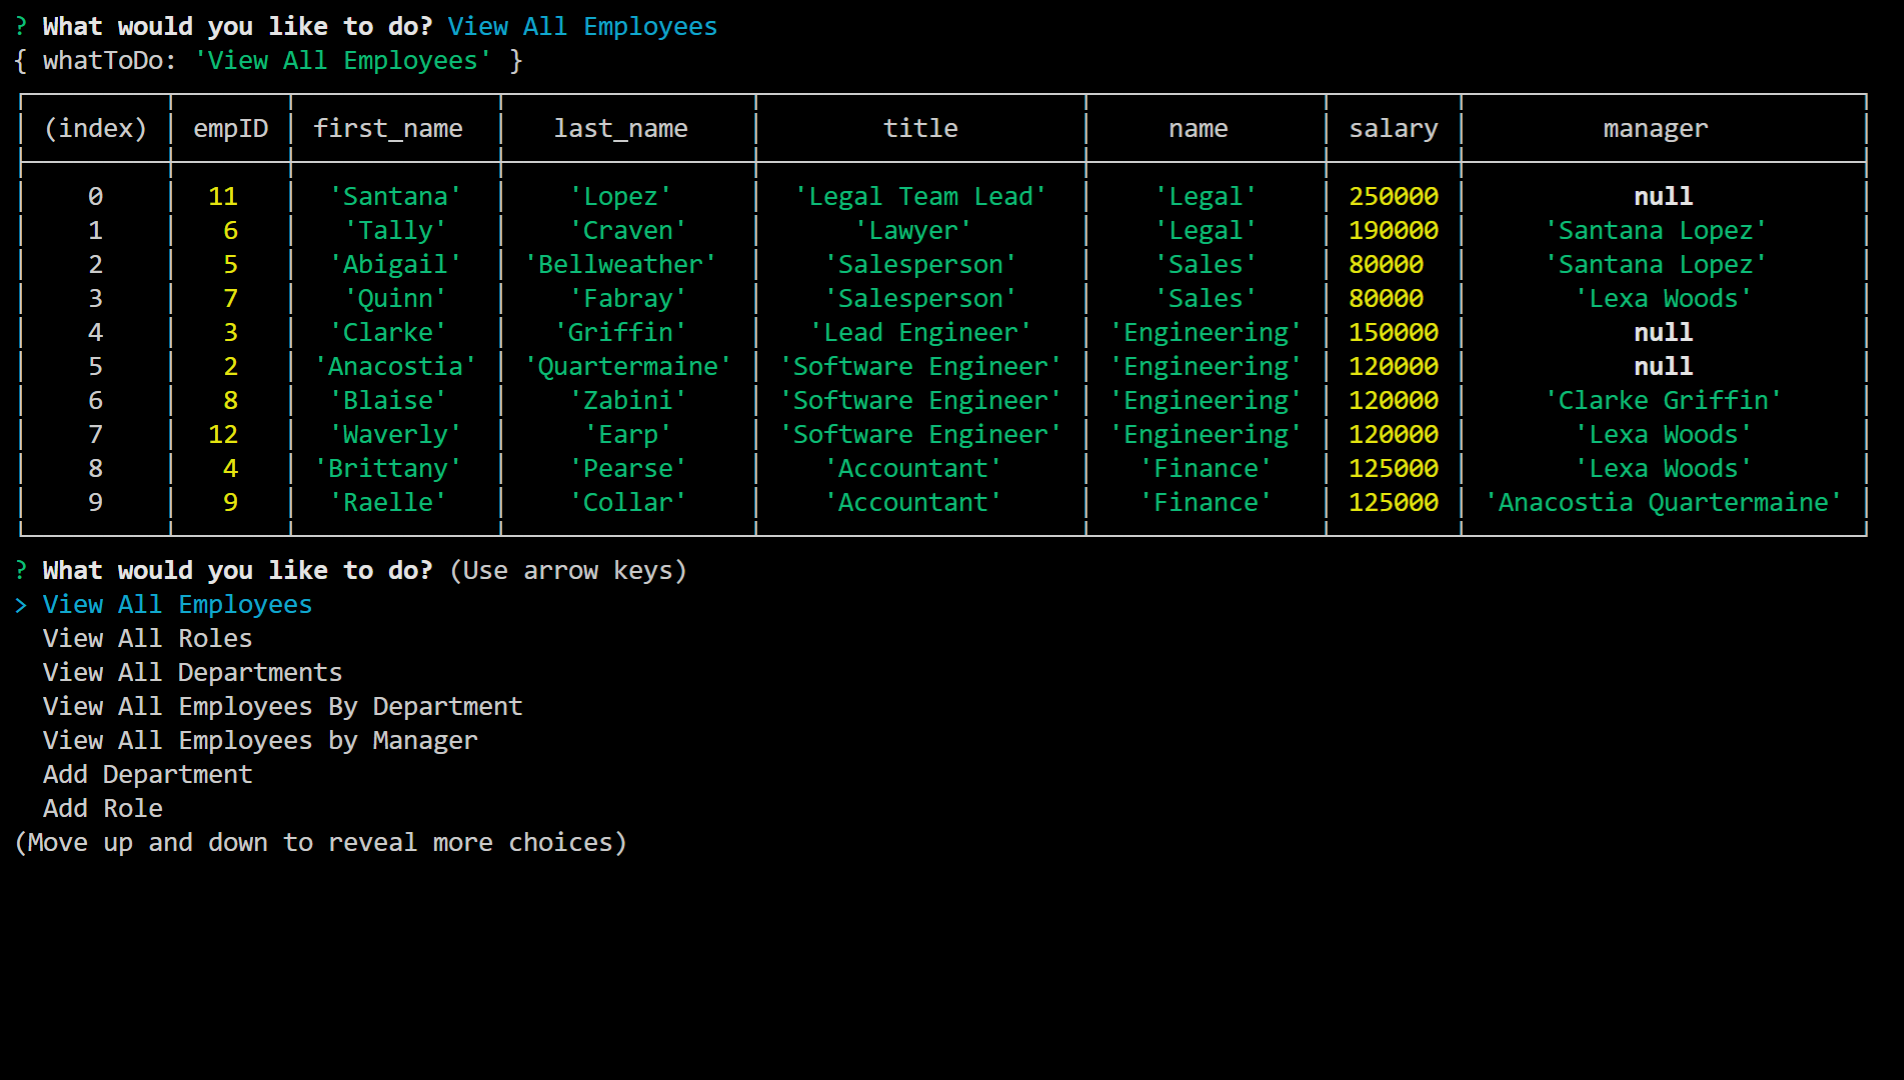 ? What would you like to do? View All Employees
{ whatToDo: 'View All Employees' }
(index) empID first_name last_name title name salary manager
0 11 'Santana' 'Lopez' 'Legal Team Lead' 'Legal' 250000 null
1 6 'Tally' 'Craven' 'Lawyer' 'Legal' 190000 'Santana Lopez'
2 5 'Abigail' 'Bellweather' 'Salesperson' 'Sales' 80000 'Santana Lopez'
3 7 'Quinn' 'Fabray' 'Salesperson' 'Sales' 80000 'Lexa Woods'
4 3 'Clarke' 'Griffin' 'Lead Engineer' 'Engineering' 150000 null
5 2 'Anacostia' 'Quartermaine' 'Software Engineer' 'Engineering' 120000 null
6 8 'Blaise' 'Zabini' 'Software Engineer' 'Engineering' 120000 'Clarke Griffin'
7 12 'Waverly' 'Earp' 'Software Engineer' 'Engineering' 120000 'Lexa Woods'
8 4 'Brittany' 'Pearse' 'Accountant' 'Finance' 125000 'Lexa Woods'
9 9 'Raelle' 'Collar' 'Accountant' 'Finance' 125000 'Anacostia Quartermaine'
? What would you like to do? (Use arrow keys)
> View All Employees
View All Roles
View All Departments
View All Employees By Department
View All Employees by Manager
Add Department
Add Role
(Move up and down to reveal more choices)